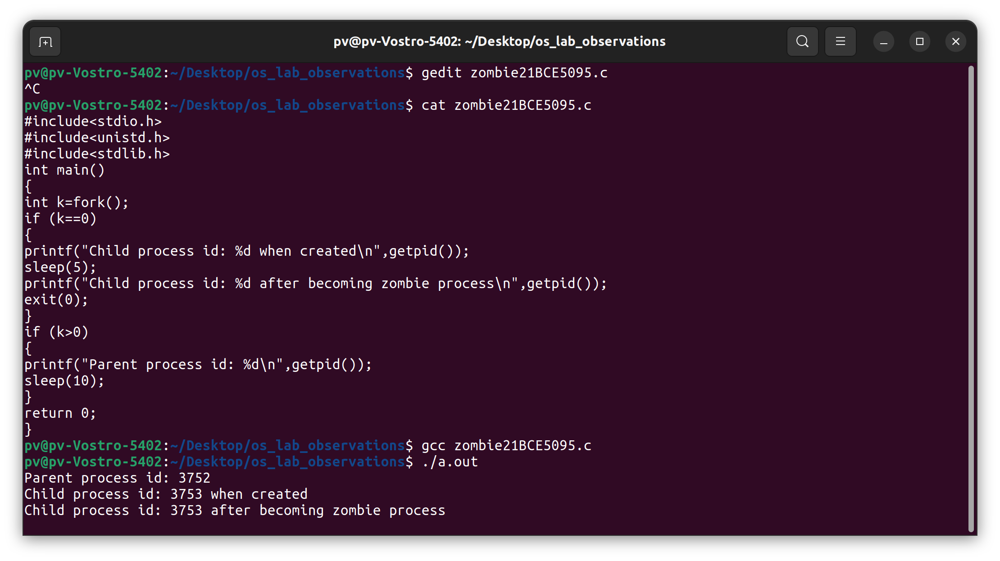 pv@pv-Vostro-5402: ~/Desktop/os_lab_observations
pv@pv-Vostro-5402:~/Desktop/os_lab_observations$ gedit zombie21BCE5095.c
^C
pv@pv-Vostro-5402:~/Desktop/os_lab_observations$ cat zombie21BCE5095.c
#include<stdio.h>
#include<unistd.h>
#include<stdlib.h>
int main()
{
int k=fork();
if (k==0)
{
printf("Child process id: %d when created\n",getpid());
sleep(5);
printf("Child process id: %d after becoming zombie process\n",getpid());
exit(0);
}
if (k>0)
{
printf("Parent process id: %d\n",getpid());
sleep(10);
}
return 0;
}
pv@pv-Vostro-5402:~/Desktop/os_lab_observations$ gcc zombie21BCE5095.c
pv@pv-Vostro-5402:~/Desktop/os_lab_observations$ ./a.out
Parent process id: 3752
Child process id: 3753 when created
Child process id: 3753 after becoming zombie process